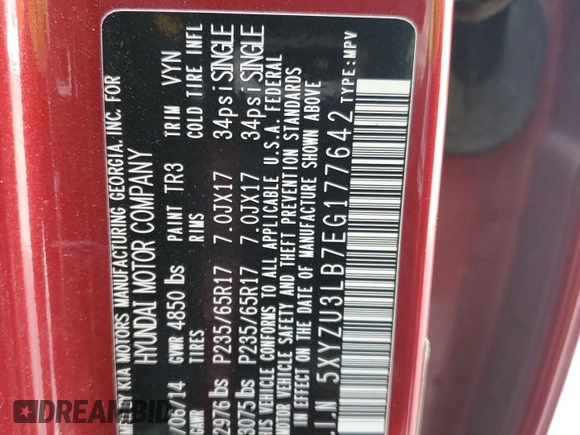 KIA MOTORS MANUFACTURING GEORGIA, INC. FOR
HYUNDAI MOTOR COMPANY
/06/14 GVWR 4850 lbs PAINT TR3 TRIM VYN
GAWR TIRES RIMS COLD TIRE INFL
2976 lbs P235/65R17 7.0JX17 34psi SINGLE
3075 lbs P235/65R17 7.0JX17 34psi SINGLE
VEHICLE CONFORMS TO ALL APPLICABLE U.S.A. FEDERAL
MOTOR VEHICLE SAFETY AND THEFT PREVENTION STANDARDS
IN EFFECT ON THE DATE OF MANUFACTURE SHOWN ABOVE
5XYZU3LB7EG177642 TYPE:MPV
AUTOBIDMASTER